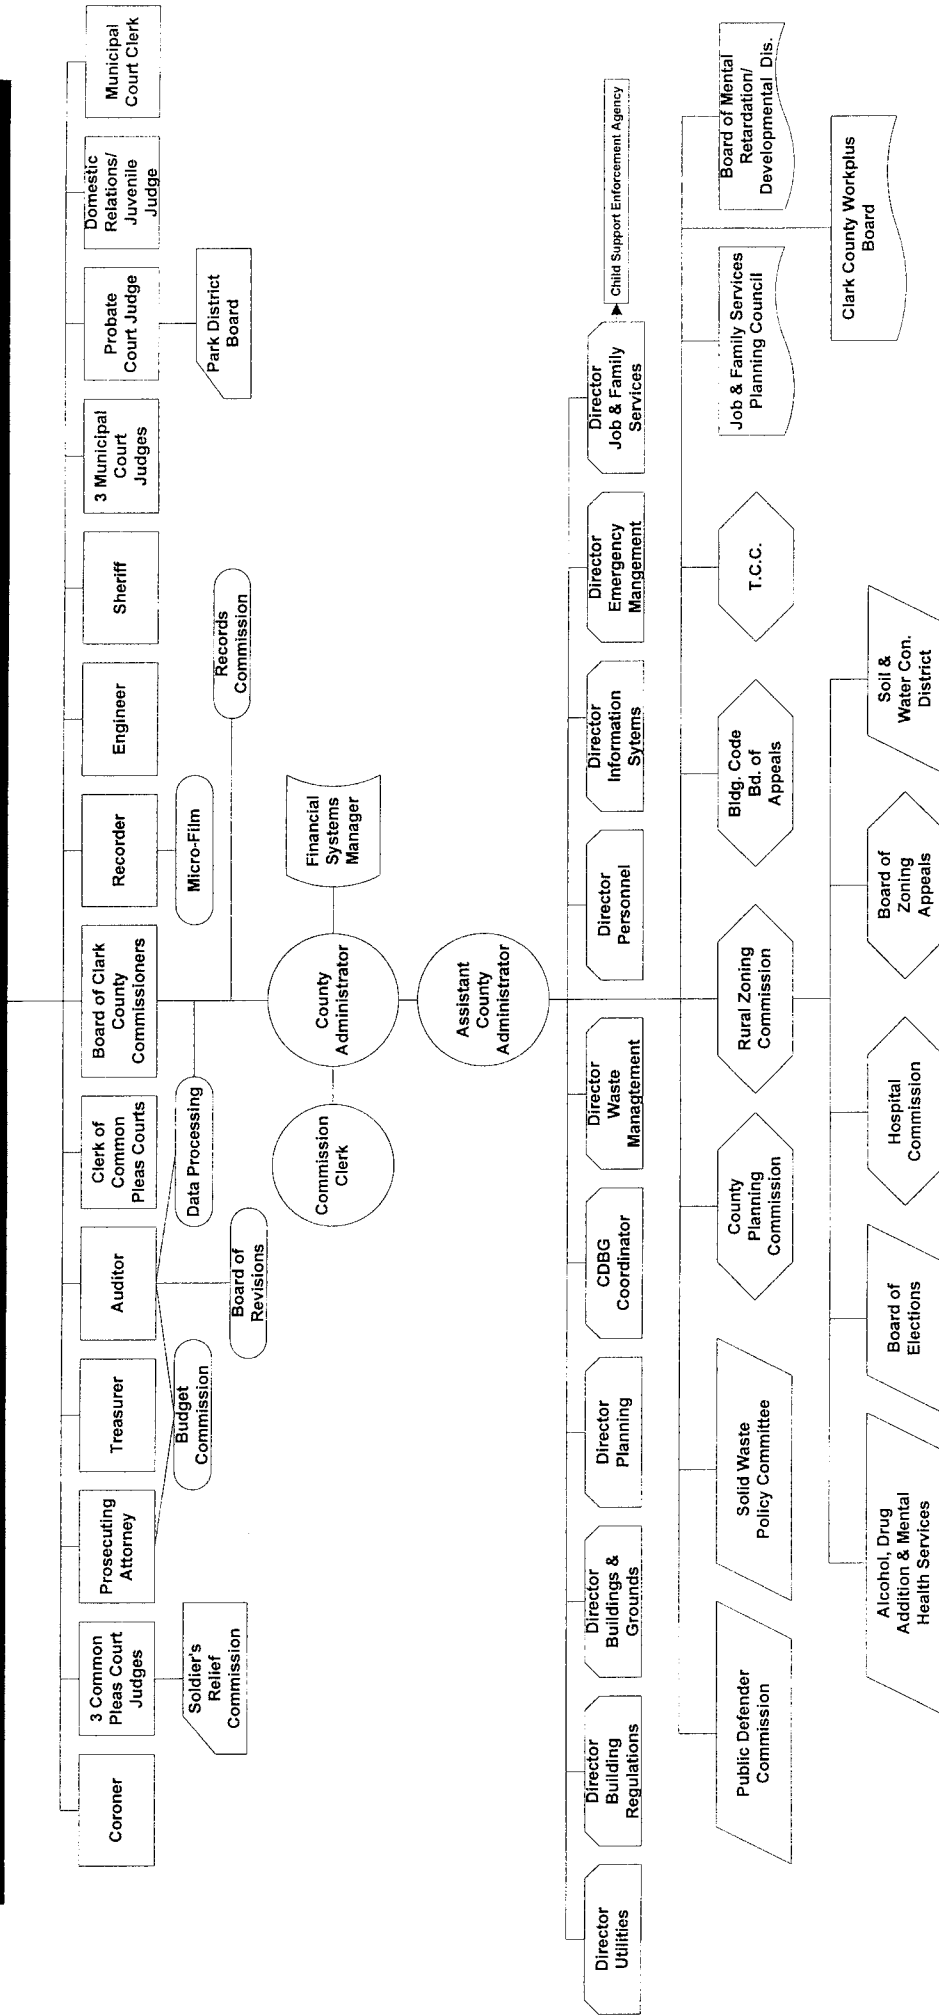 Coroner
3 Common
Pleas Court
Judges
Prosecuting
Attorney
Treasurer
Auditor
Clerk of
Common
Pleas Courts
Board of Clark
County
Commissioners
Recorder
Engineer
Sheriff
3 Municipal
Court
Judges
Probate
Court Judge
Domestic
Relations/
Juvenile
Judge
Municipal
Court Clerk
Soldier's
Relief
Commission
Budget
Commission
Board of
Revisions
Data Processing
Micro-Film
Records
Commission
Park District
Board
Commission
Clerk
County
Administrator
Financial
Systems
Manager
Assistant
County
Administrator
Director
Utilities
Director
Building
Regulations
Director
Buildings &
Grounds
Director
Planning
CDBG
Coordinator
Director
Waste
Managtement
Director
Personnel
Director
Information
Sytems
Director
Emergency
Mangement
Director
Job & Family
Services
Child Support Enforcement Agency
Public Defender
Commission
Solid Waste
Policy Committee
County
Planning
Commission
Rural Zoning
Commission
Bldg. Code
Bd. of
Appeals
T.C.C.
Job & Family Services
Planning Council
Board of Mental
Retardation/
Developmental Dis.
Clark County Workplus
Board
Alcohol, Drug
Addition & Mental
Health Services
Board of
Elections
Hospital
Commission
Board of
Zoning
Appeals
Soil &
Water Con.
District